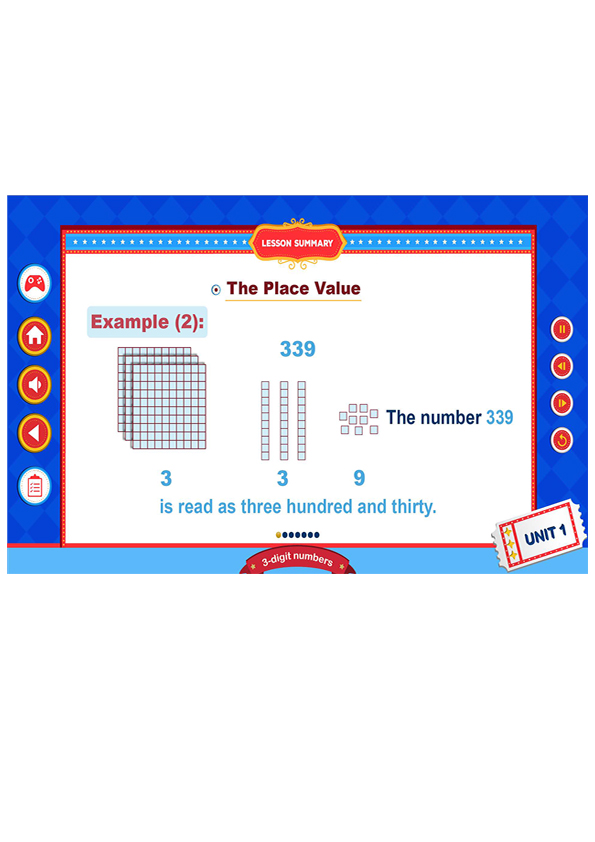 LESSON SUMMARY
The Place Value
Example (2):
339
The number 339
3 3 9
is read as three hundred and thirty.
UNIT 1
3-digit numbers